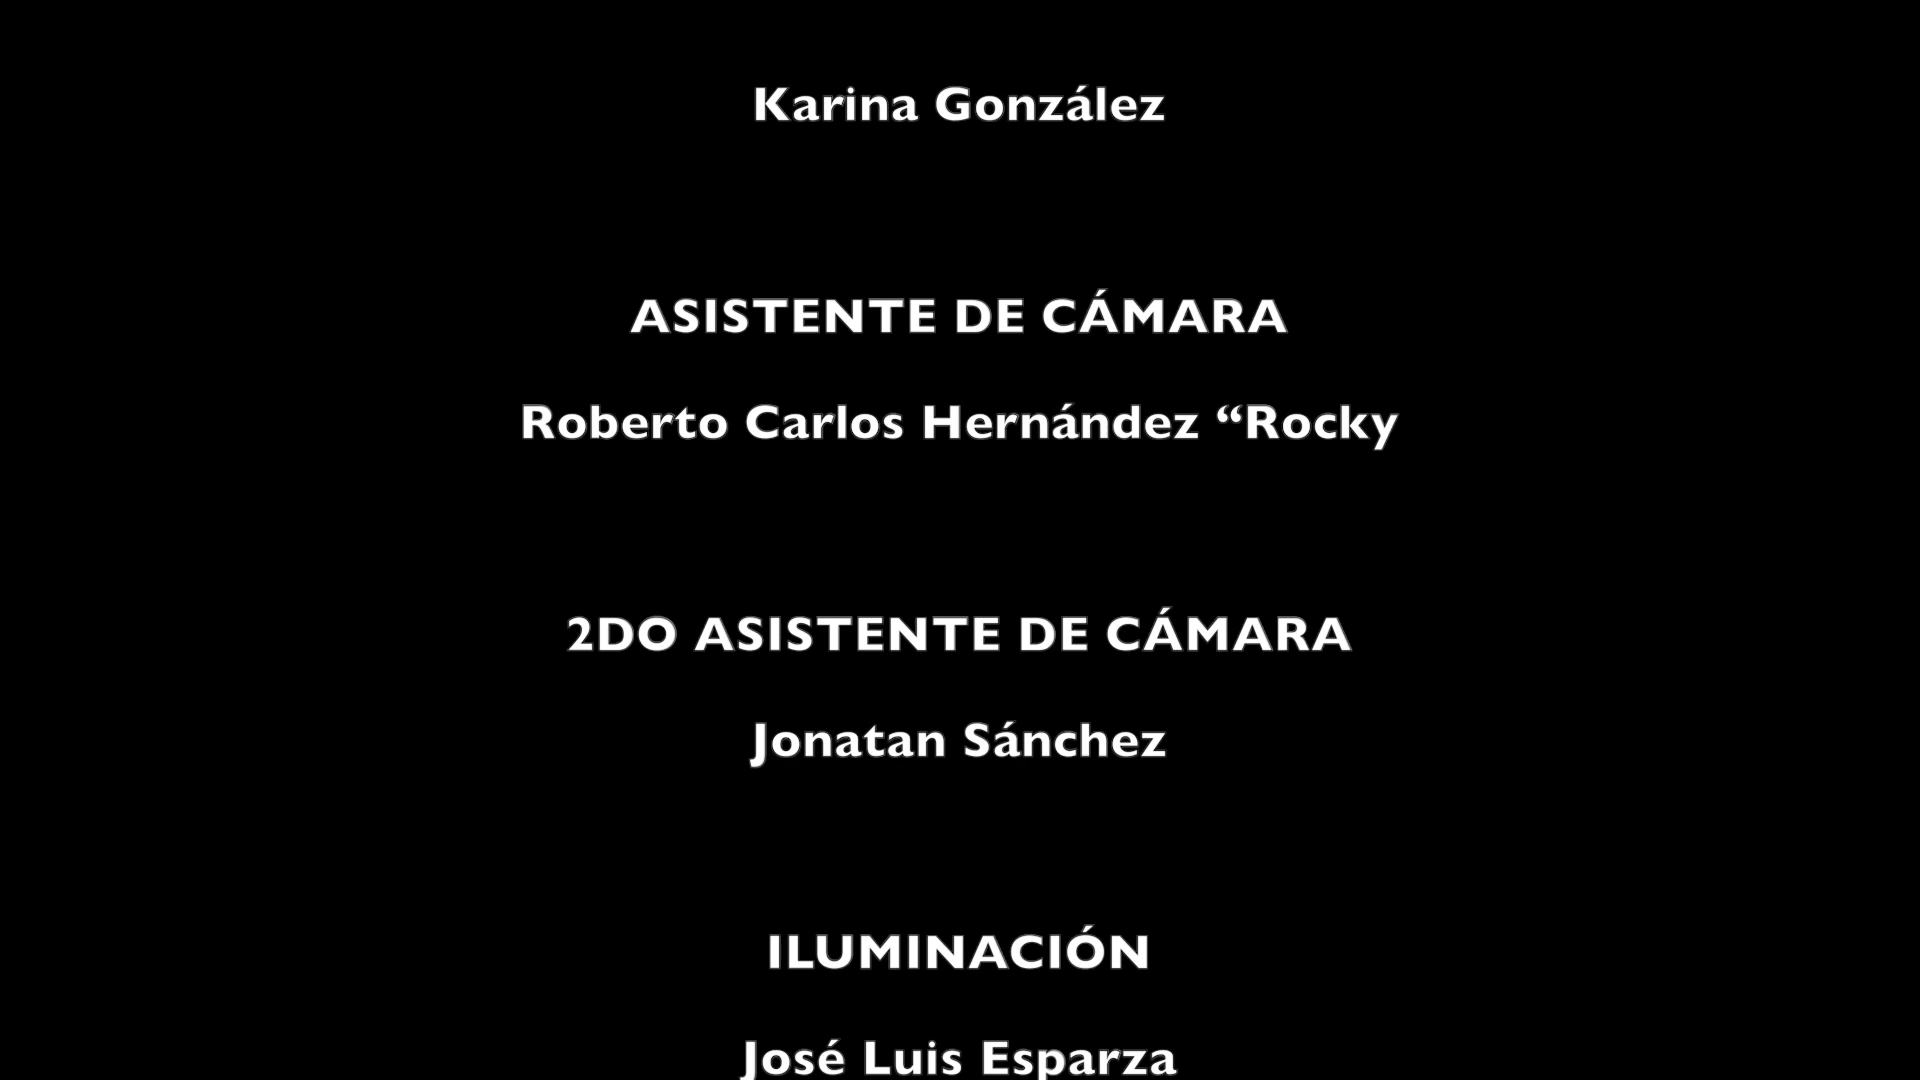 Karina González
ASISTENTE DE CÁMARA
Roberto Carlos Hernández “Rocky
2DO ASISTENTE DE CÁMARA
Jonatan Sánchez
ILUMINACIÓN
José Luis Esparza